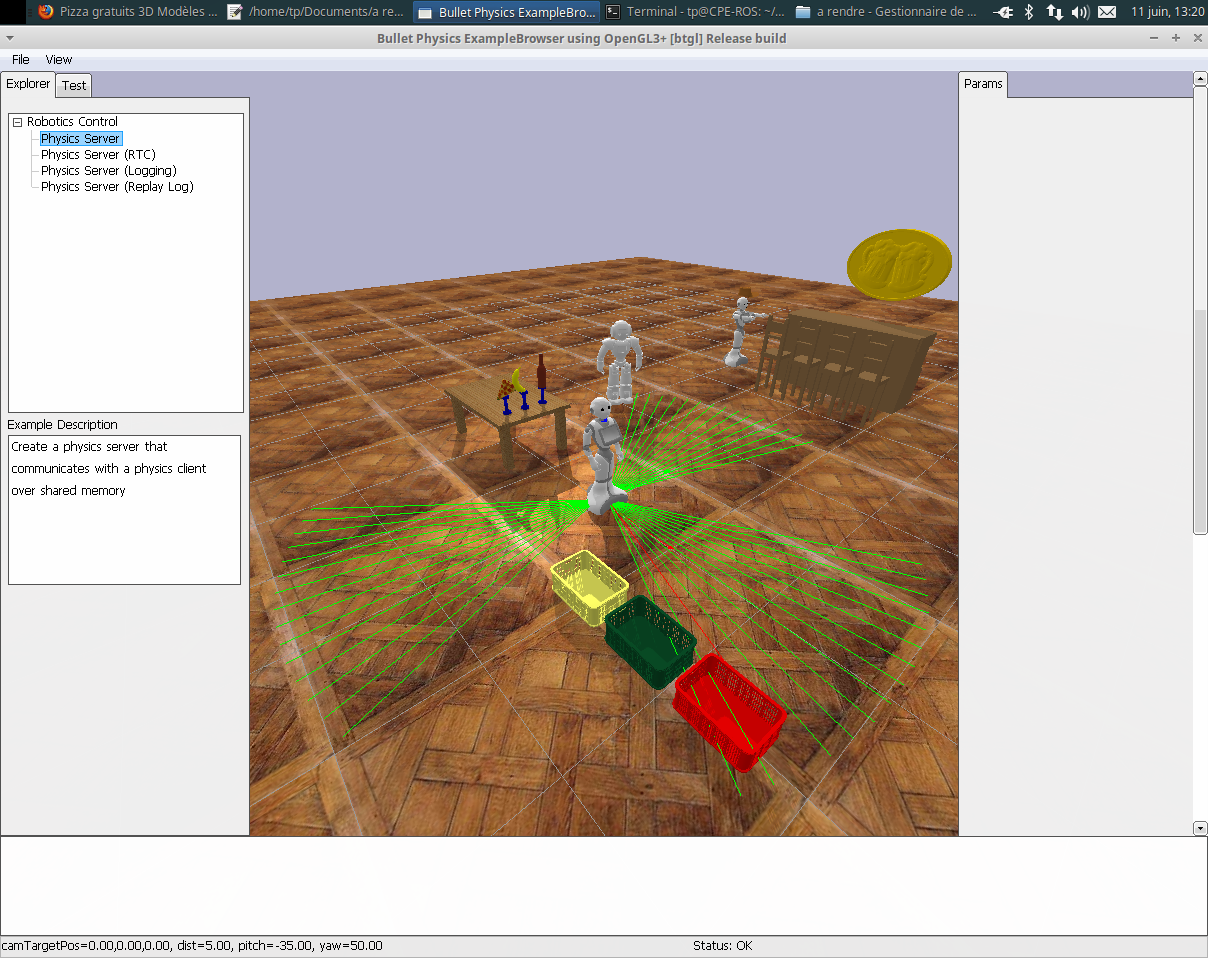 Pizza gratuits 3D Modèles ...
/home/tp/Documents/a re...
Bullet Physics ExampleBro...
Terminal - tp@CPE-ROS: ~/...
a rendre - Gestionnaire de ...
11 juin, 13:20
Bullet Physics ExampleBrowser using OpenGL3+ [btgl] Release build
File View
Explorer Test
Params
Robotics Control
Physics Server
Physics Server (RTC)
Physics Server (Logging)
Physics Server (Replay Log)
Example Description
Create a physics server that
communicates with a physics client
over shared memory
camTargetPos=0.00,0.00,0.00, dist=5.00, pitch=-35.00, yaw=50.00
Status: OK